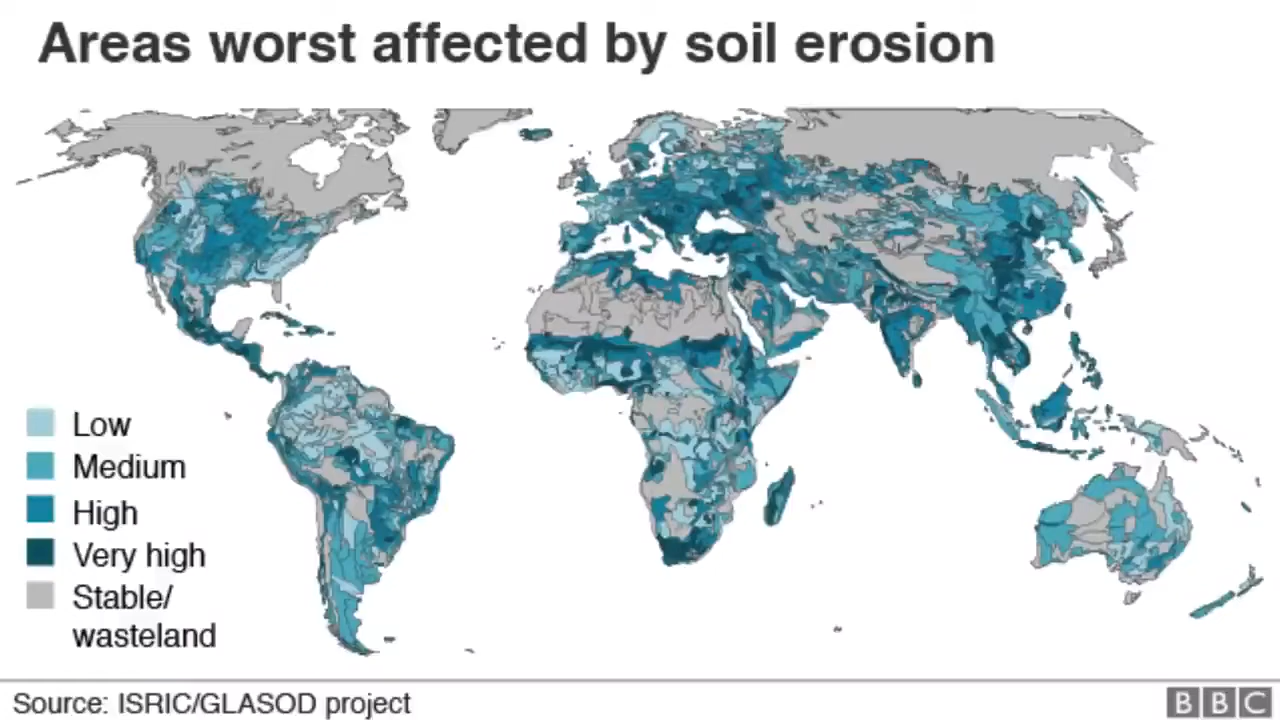 Areas worst affected by soil erosion
Low
Medium
High
Very high
Stable/
wasteland
Source: ISRIC/GLASOD project
BBC